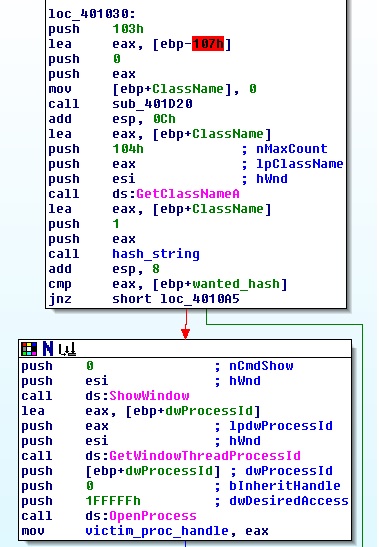 loc_401030:
push 103h
lea eax, [ebp-107h]
push 0
push eax
mov [ebp+ClassName], 0
call sub_401D20
add esp, 0Ch
lea eax, [ebp+ClassName]
push 104h ; nMaxCount
push eax ; lpClassName
push esi ; hWnd
call ds:GetClassNameA
lea eax, [ebp+ClassName]
push 1
push eax
call hash_string
add esp, 8
cmp eax, [ebp+wanted_hash]
jnz short loc_4010A5
push 0 ; nCmdShow
push esi ; hWnd
call ds:ShowWindow
lea eax, [ebp+dwProcessId]
push eax ; lpdwProcessId
push esi ; hWnd
call ds:GetWindowThreadProcessId
push [ebp+dwProcessId] ; dwProcessId
push 0 ; bInheritHandle
push 1FFFFFh ; dwDesiredAccess
call ds:OpenProcess
mov victim_proc_handle, eax